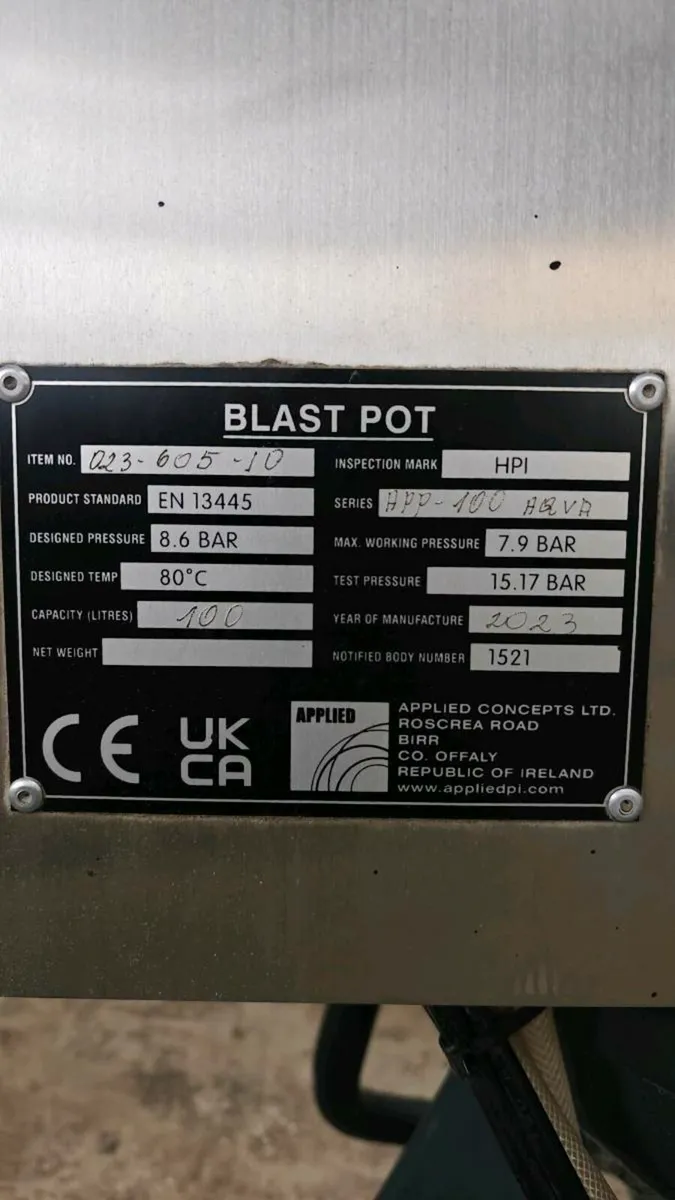 BLAST POT
ITEM NO. 023-605-10
INSPECTION MARK HPI
PRODUCT STANDARD EN 13445
SERIES APP-100 AQVA
DESIGNED PRESSURE 8.6 BAR
MAX. WORKING PRESSURE 7.9 BAR
DESIGNED TEMP 80°C
TEST PRESSURE 15.17 BAR
CAPACITY (LITRES) 100
YEAR OF MANUFACTURE 2023
NET WEIGHT
NOTIFIED BODY NUMBER 1521
CE
UK
CA
APPLIED
APPLIED CONCEPTS LTD.
ROSCREA ROAD
BIRR
CO. OFFALY
REPUBLIC OF IRELAND
www.appliedpi.com